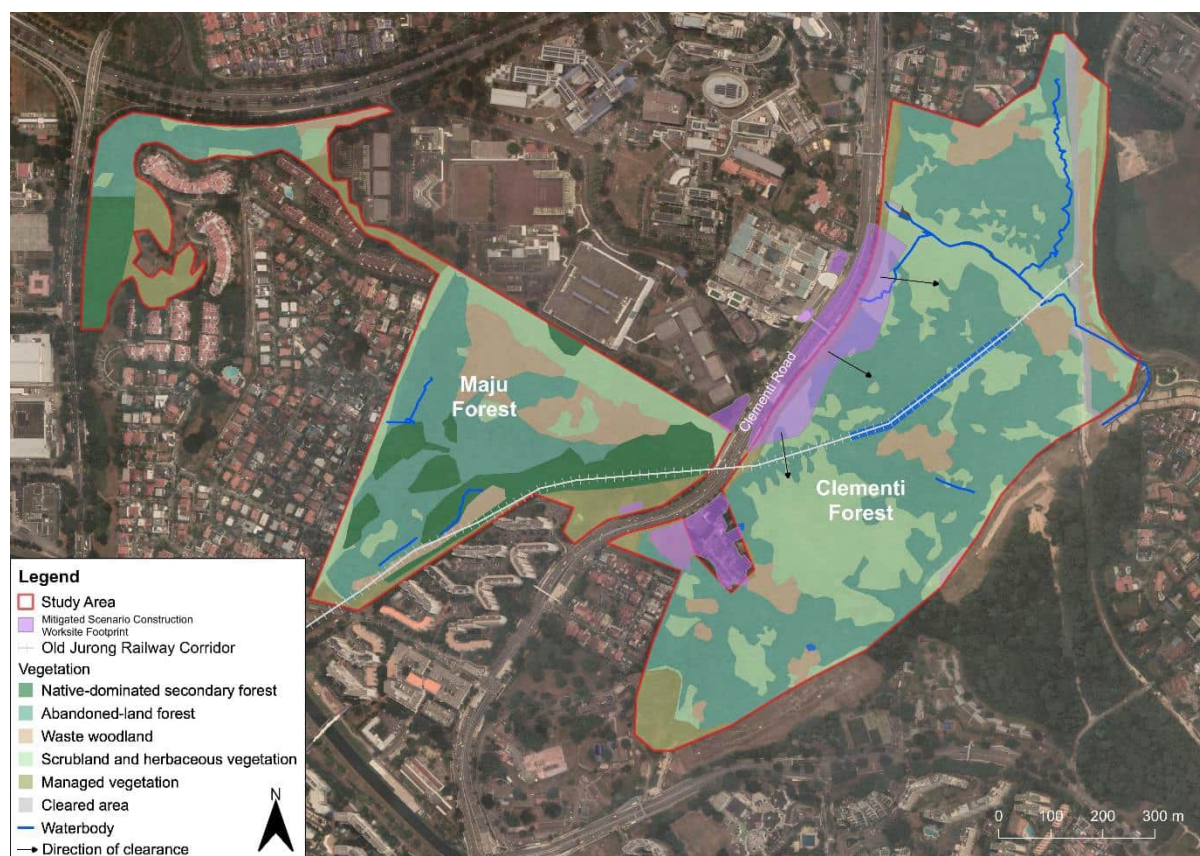 Maju
Forest
Clementi Road
Clementi
Forest
Legend
Study Area
Mitigated Scenario Construction
Worksite Footprint
Old Jurong Railway Corridor
Vegetation
Native-dominated secondary forest
Abandoned-land forest
Waste woodland
Scrubland and herbaceous vegetation
Managed vegetation
Cleared area
Waterbody
Direction of clearance
N
0 100 200 300 m